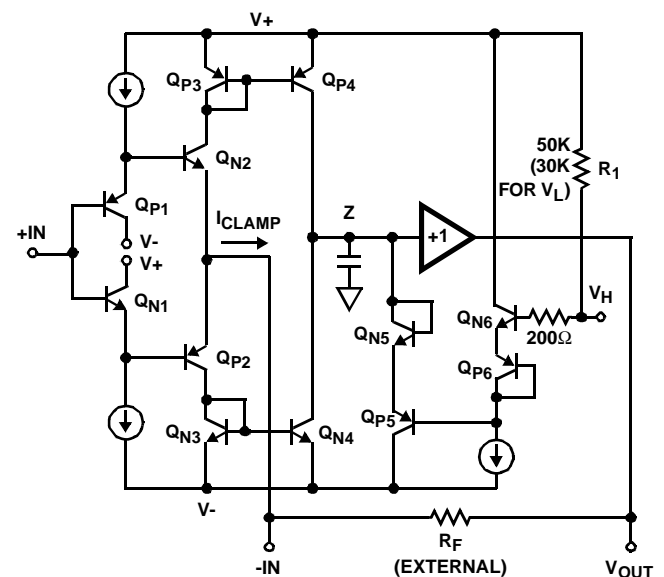 V+
QP3
QP4
QN2
50K
(30K
FOR VL)
R1
QP1
+IN
V-
V+
ICLAMP
Z
+1
QN1
VH
QN6
200Ω
QN5
QP2
QP6
QP5
QN3
QN4
V-
RF
-IN
(EXTERNAL)
VOUT